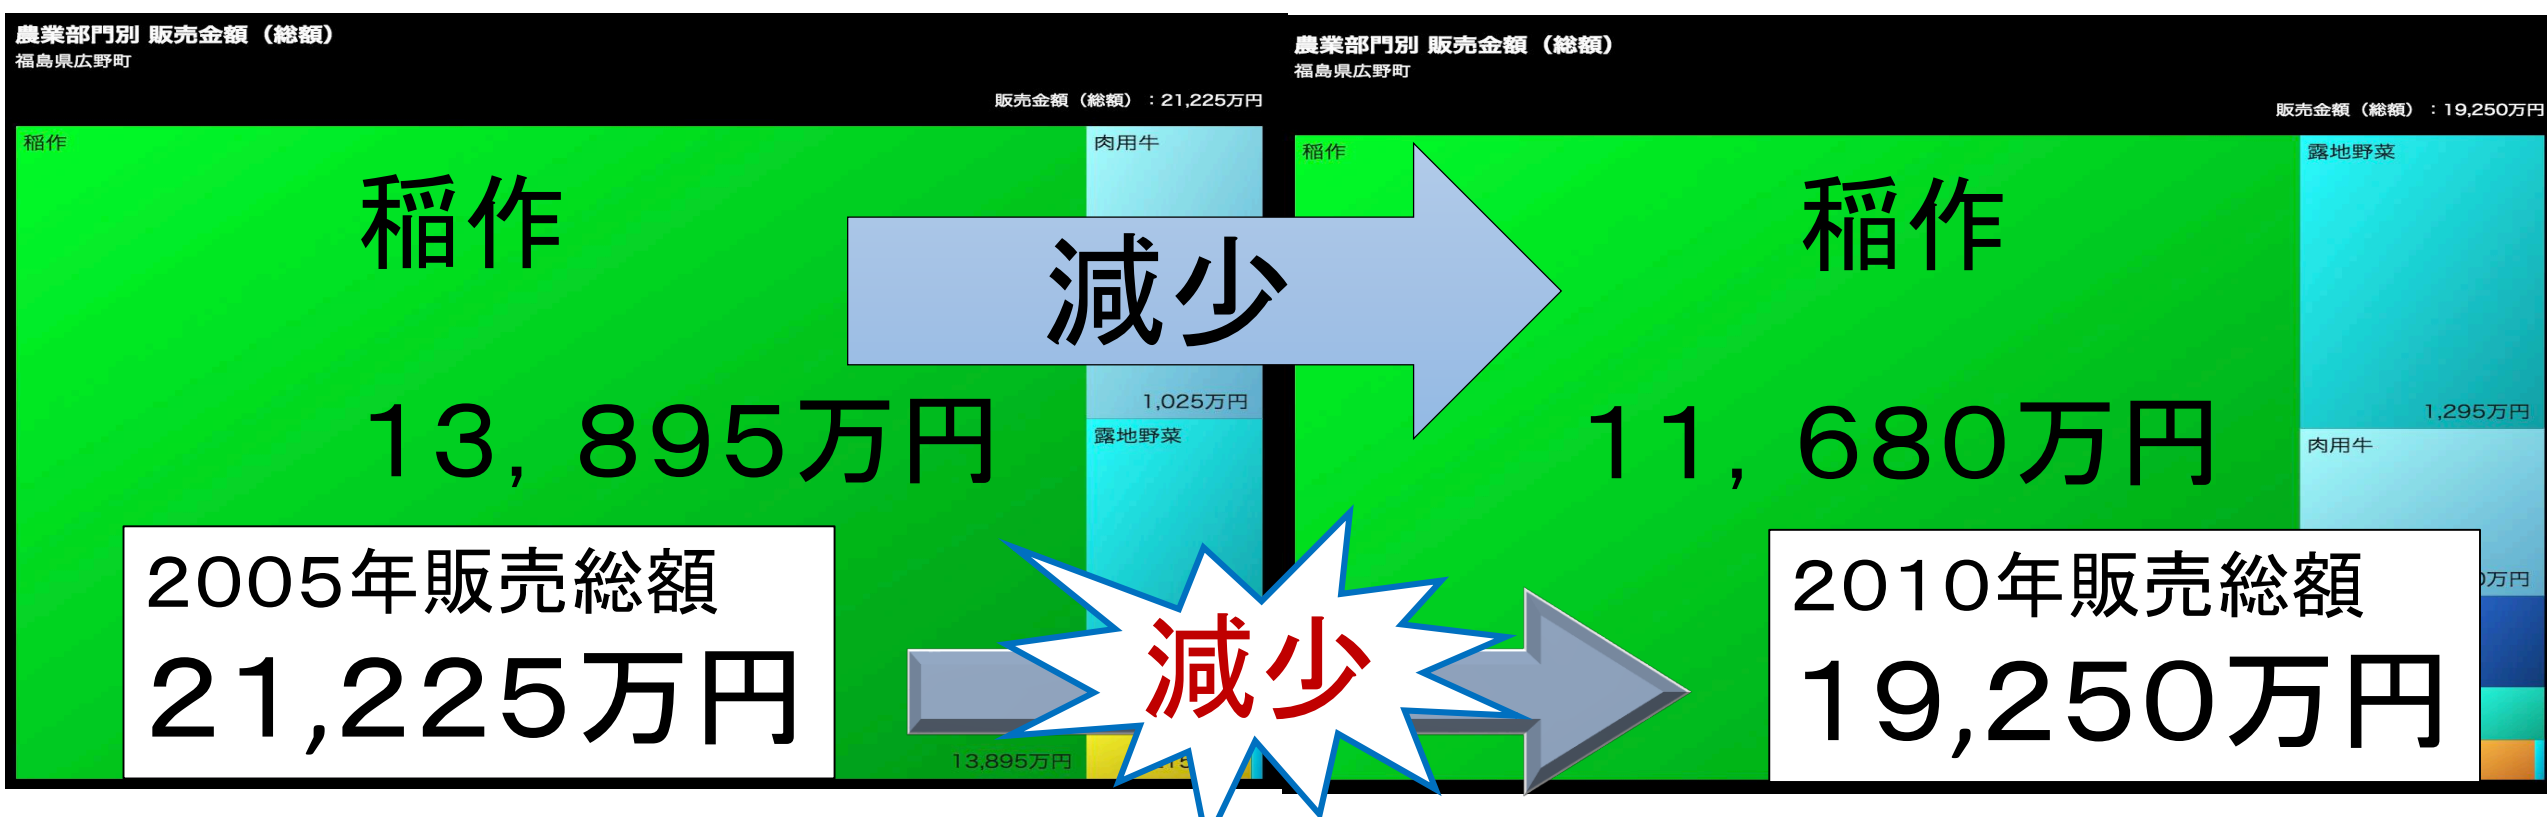 農業部門別 販売金額（総額）
福島県広野町
販売金額（総額）：21,225万円
稲作
稲作
13，895万円
13,895万円
肉用牛
1,025万円
露地野菜
2005年販売総額
21,225万円
減少
減少
農業部門別 販売金額（総額）
福島県広野町
販売金額（総額）：19,250万円
稲作
稲作
11，680万円
露地野菜
1,295万円
肉用牛
万円
2010年販売総額
19,250万円